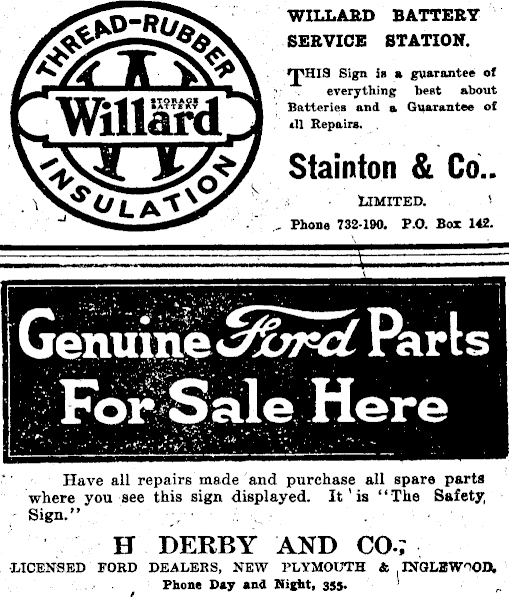 THREAD-RUBBER
STORAGE
BATTERY
Willard
INSULATION
WILLARD BATTERY
SERVICE STATION.
THIS Sign is a guarantee of
everything best about
Batteries and a Guarantee of
all Repairs.
Stainton & Co..
LIMITED.
Phone 732-190. P.O. Box 142.
Genuine Ford Parts
For Sale Here
Have all repairs made and purchase all spare parts
where you see this sign displayed. It is "The Safety
Sign."
H DERBY AND CO.,
LICENSED FORD DEALERS, NEW PLYMOUTH & INGLEWOOD.
Phone Day and Night, 355.